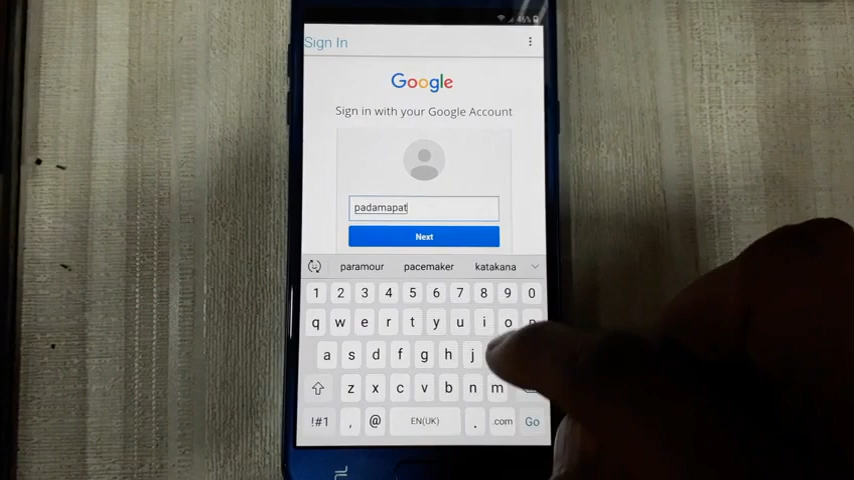 46%
Sign In
Google
Sign in with your Google Account
padamapat
Next
paramour pacemaker katakana
1 2 3 4 5 6 7 8 9 0
q w e r t y u i o p
a s d f g h j
z x c v b n m
!#1 , @ EN(UK) . .com Go